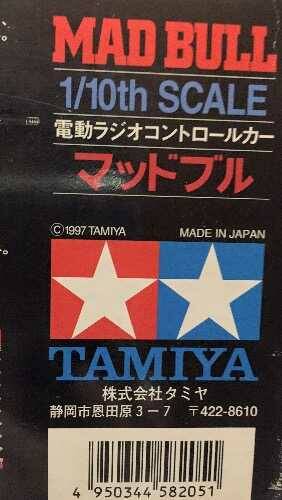 MAD BULL
1/10th SCALE
電動ラジオコントロールカー
マッドブル
©1997 TAMIYA MADE IN JAPAN
TAMIYA
株式会社タミヤ
静岡市恩田原3-7 〒422-8610
4 950344 582051